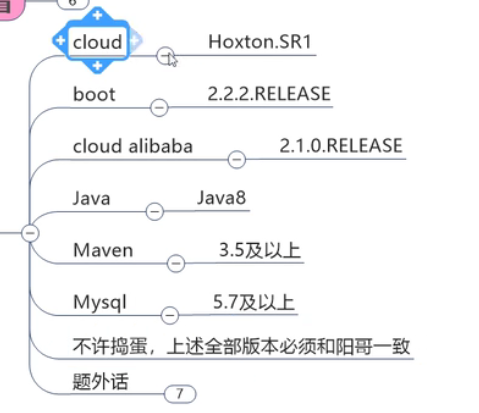 6
cloud Hoxton.SR1
boot 2.2.2.RELEASE
cloud alibaba 2.1.0.RELEASE
Java Java8
Maven 3.5及以上
Mysql 5.7及以上
不许捣蛋，上述全部版本必须和阳哥一致
题外话 7